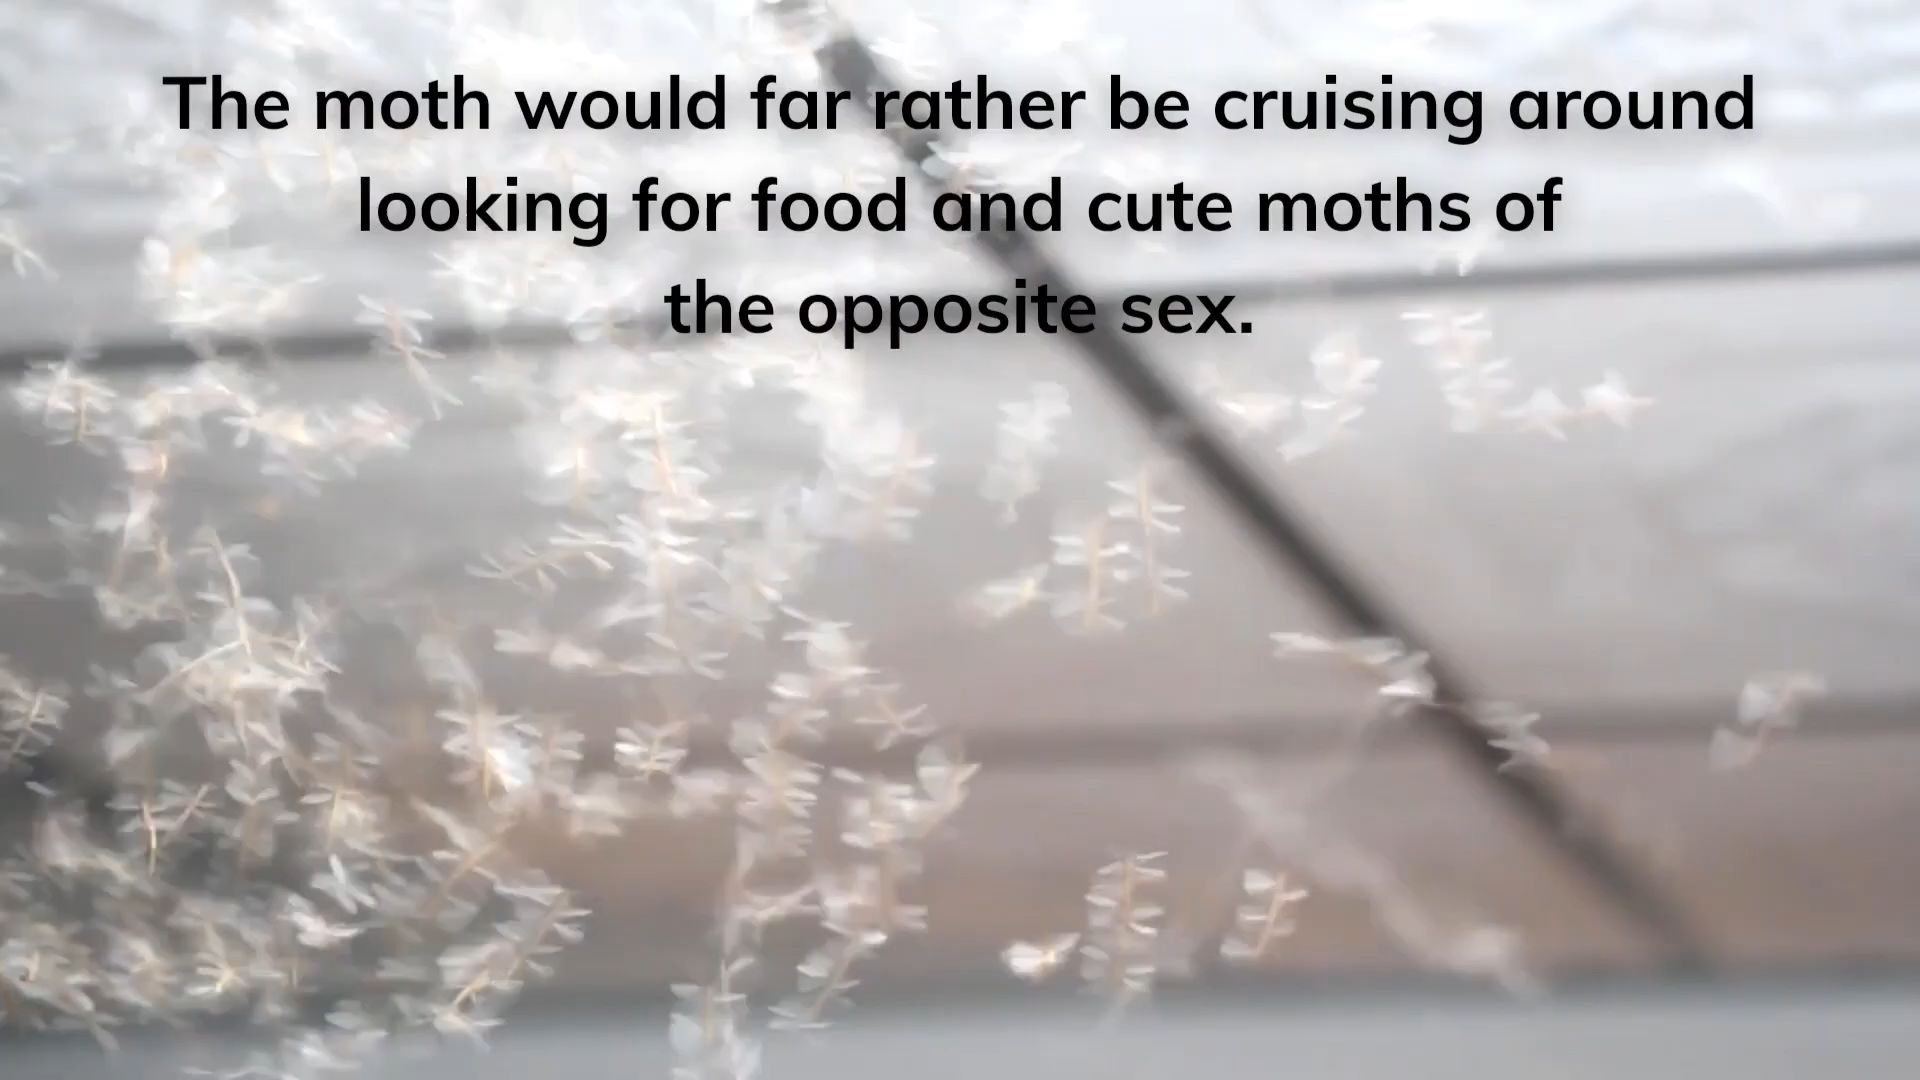 The moth would far rather be cruising around
looking for food and cute moths of
the opposite sex.